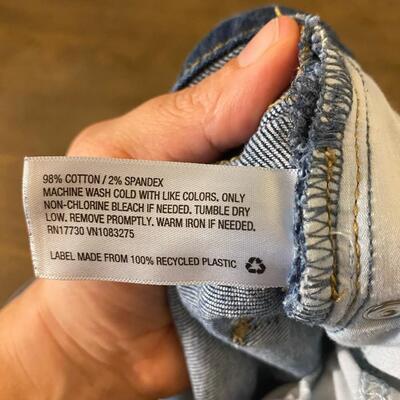 98% COTTON / 2% SPANDEX
MACHINE WASH COLD WITH LIKE COLORS. ONLY
NON-CHLORINE BLEACH IF NEEDED. TUMBLE DRY
LOW. REMOVE PROMPTLY. WARM IRON IF NEEDED.
RN17730 VN1083275
LABEL MADE FROM 100% RECYCLED PLASTIC